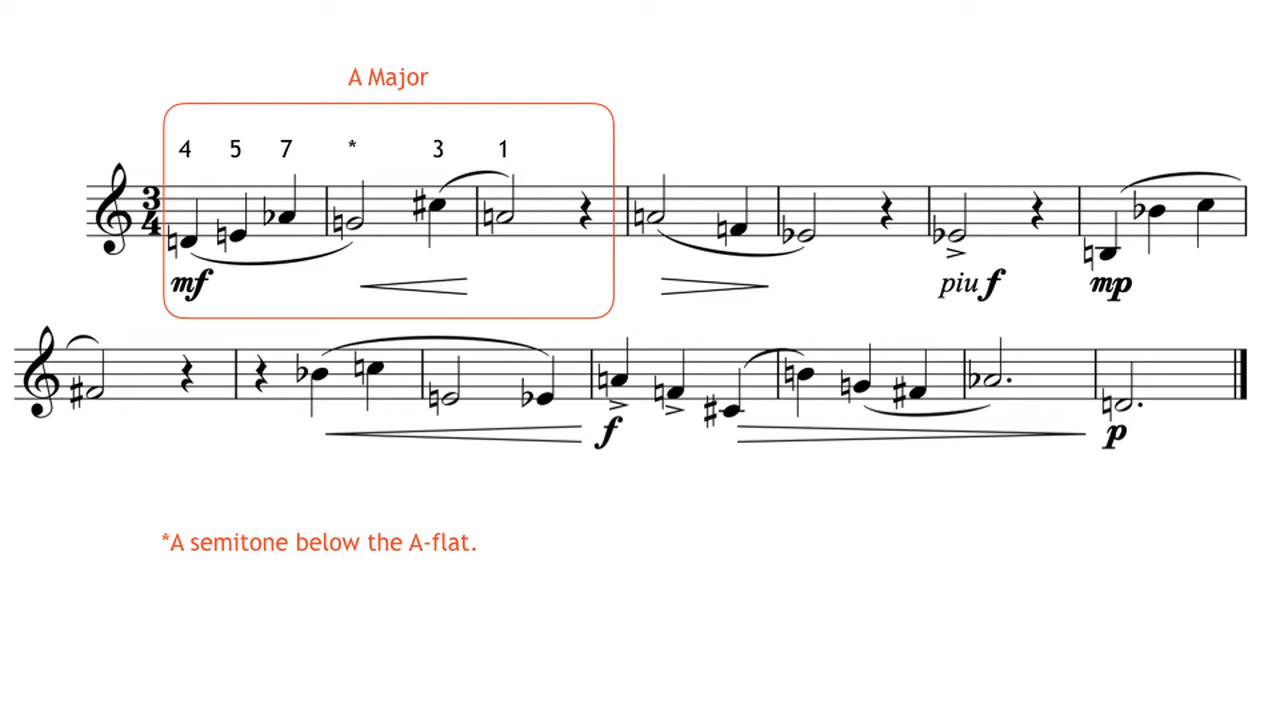 A Major
4 5 7 * 3 1
3
4
mf
piu f
mp
f
p
*A semitone below the A-flat.